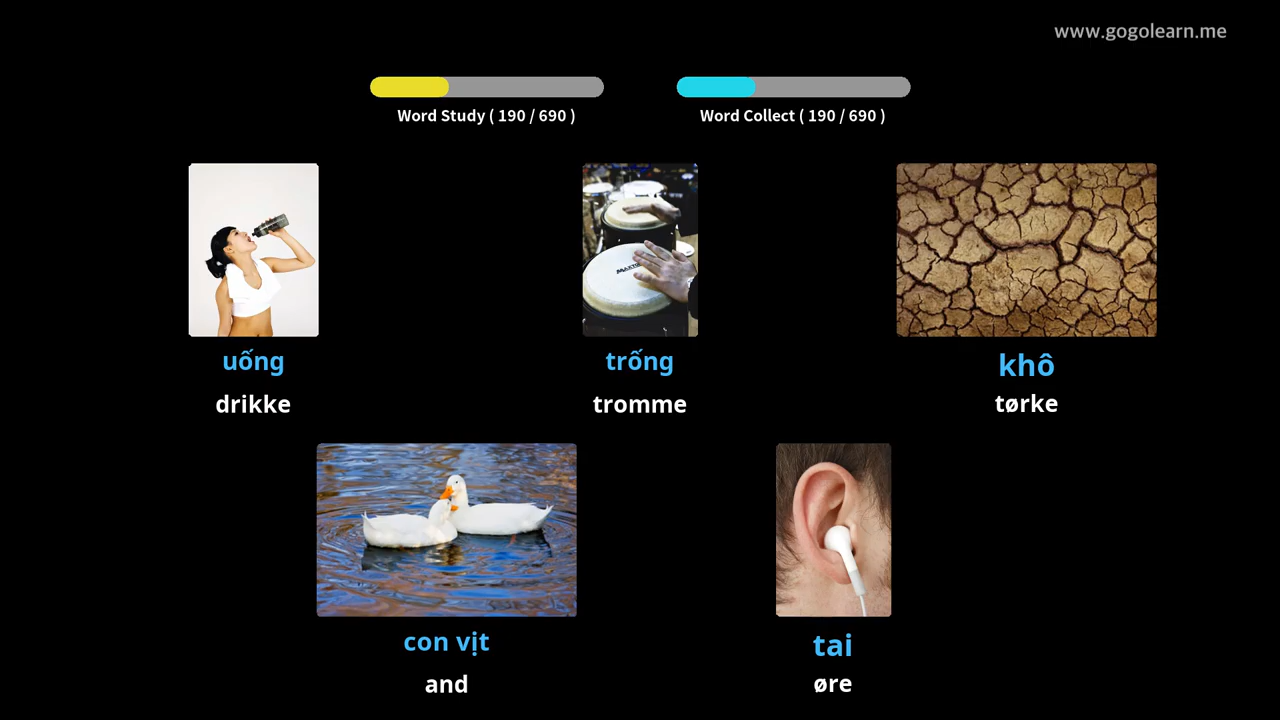 www.gogolearn.me
Word Study ( 190 / 690 )
Word Collect ( 190 / 690 )
uống
trống
khô
drikke
tromme
tørke
con vịt
tai
and
øre